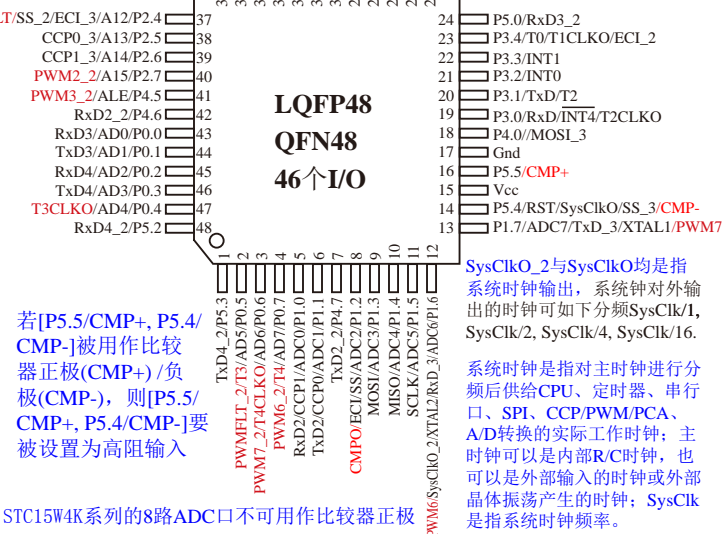 LT/SS_2/ECI_3/A12/P2.4 37
CCP0_3/A13/P2.5 38
CCP1_3/A14/P2.6 39
PWM2_2/A15/P2.7 40
PWM3_2/ALE/P4.5 41
RxD2_2/P4.6 42
RxD3/AD0/P0.0 43
TxD3/AD1/P0.1 44
RxD4/AD2/P0.2 45
TxD4/AD3/P0.3 46
T3CLKO/AD4/P0.4 47
RxD4_2/P5.2 48
LQFP48
QFN48
46个I/O
24 P5.0/RxD3_2
23 P3.4/T0/T1CLKO/ECI_2
22 P3.3/INT1
21 P3.2/INT0
20 P3.1/TxD/T2
19 P3.0/RxD/INT4/T2CLKO
18 P4.0//MOSI_3
17 Gnd
16 P5.5/CMP+
15 Vcc
14 P5.4/RST/SysClkO/SS_3/CMP-
13 P1.7/ADC7/TxD_3/XTAL1/PWM7
1 TxD4_2/P5.3
2 PWMFLT_2/T3/AD5/P0.5
3 PWM7_2/T4CLKO/AD6/P0.6
4 PWM6_2/T4/AD7/P0.7
5 RxD2/CCP1/ADC0/P1.0
6 TxD2/CCP0/ADC1/P1.1
7 TxD2_2/P4.7
8 CMPO/ECI/SS/ADC2/P1.2
9 MOSI/ADC3/P1.3
10 MISO/ADC4/P1.4
11 SCLK/ADC5/P1.5
12 PWM6/SysClkO_2/XTAL2/RxD_3/ADC6/P1.6
若[P5.5/CMP+, P5.4/
CMP-]被用作比较
器正极(CMP+) /负
极(CMP-)，则[P5.5/
CMP+, P5.4/CMP-]要
被设置为高阻输入
STC15W4K系列的8路ADC口不可用作比较器正极
SysClkO_2与SysClkO均是指
系统时钟输出，系统钟对外输
出的时钟可如下分频SysClk/1,
SysClk/2, SysClk/4, SysClk/16.
系统时钟是指对主时钟进行分
频后供给CPU、定时器、串行
口、SPI、CCP/PWM/PCA、
A/D转换的实际工作时钟；主
时钟可以是内部R/C时钟，也
可以是外部输入的时钟或外部
晶体振荡产生的时钟；SysClk
是指系统时钟频率。